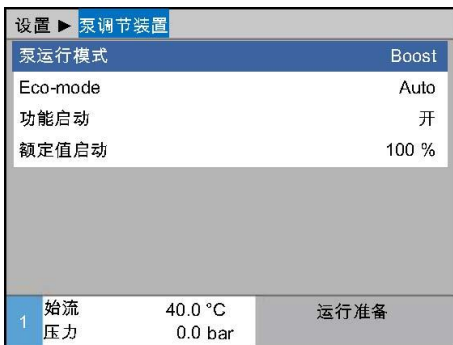 设置 ▶ 泵调节装置
泵运行模式 Boost
Eco-mode Auto
功能启动 开
额定值启动 100 %
1 始流 40.0 °C 运行准备
压力 0.0 bar